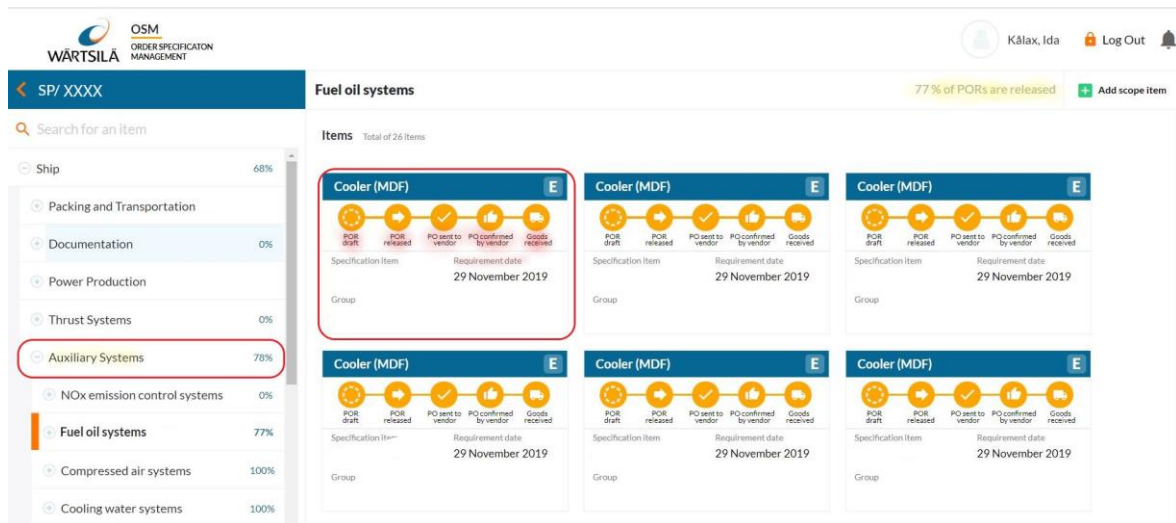 WÄRTSILÄ
OSM
ORDER SPECIFICATON
MANAGEMENT
Kålax, Ida
Log Out
SP/ XXXX
Fuel oil systems
77 % of PORs are released
Add scope item
Search for an item
Items Total of 26 items
Ship 68%
Packing and Transportation
Documentation 0%
Power Production
Thrust Systems 0%
Auxiliary Systems 78%
NOx emission control systems 0%
Fuel oil systems 77%
Compressed air systems 100%
Cooling water systems 100%
Cooler (MDF) E
POR draft
POR released
PO sent to vendor
PO confirmed by vendor
Goods received
Specification item
Requirement date
29 November 2019
Group
Cooler (MDF) E
POR draft
POR released
PO sent to vendor
PO confirmed by vendor
Goods received
Specification item
Requirement date
29 November 2019
Group
Cooler (MDF) E
POR draft
POR released
PO sent to vendor
PO confirmed by vendor
Goods received
Specification item
Requirement date
29 November 2019
Group
Cooler (MDF) E
POR draft
POR released
PO sent to vendor
PO confirmed by vendor
Goods received
Specification
Requirement date
29 November 2019
Group
Cooler (MDF) E
POR draft
POR released
PO sent to vendor
PO confirmed by vendor
Goods received
Specification item
Requirement date
29 November 2019
Group
Cooler (MDF) E
POR draft
POR released
PO sent to vendor
PO confirmed by vendor
Goods received
Specification item
Requirement date
29 November 2019
Group